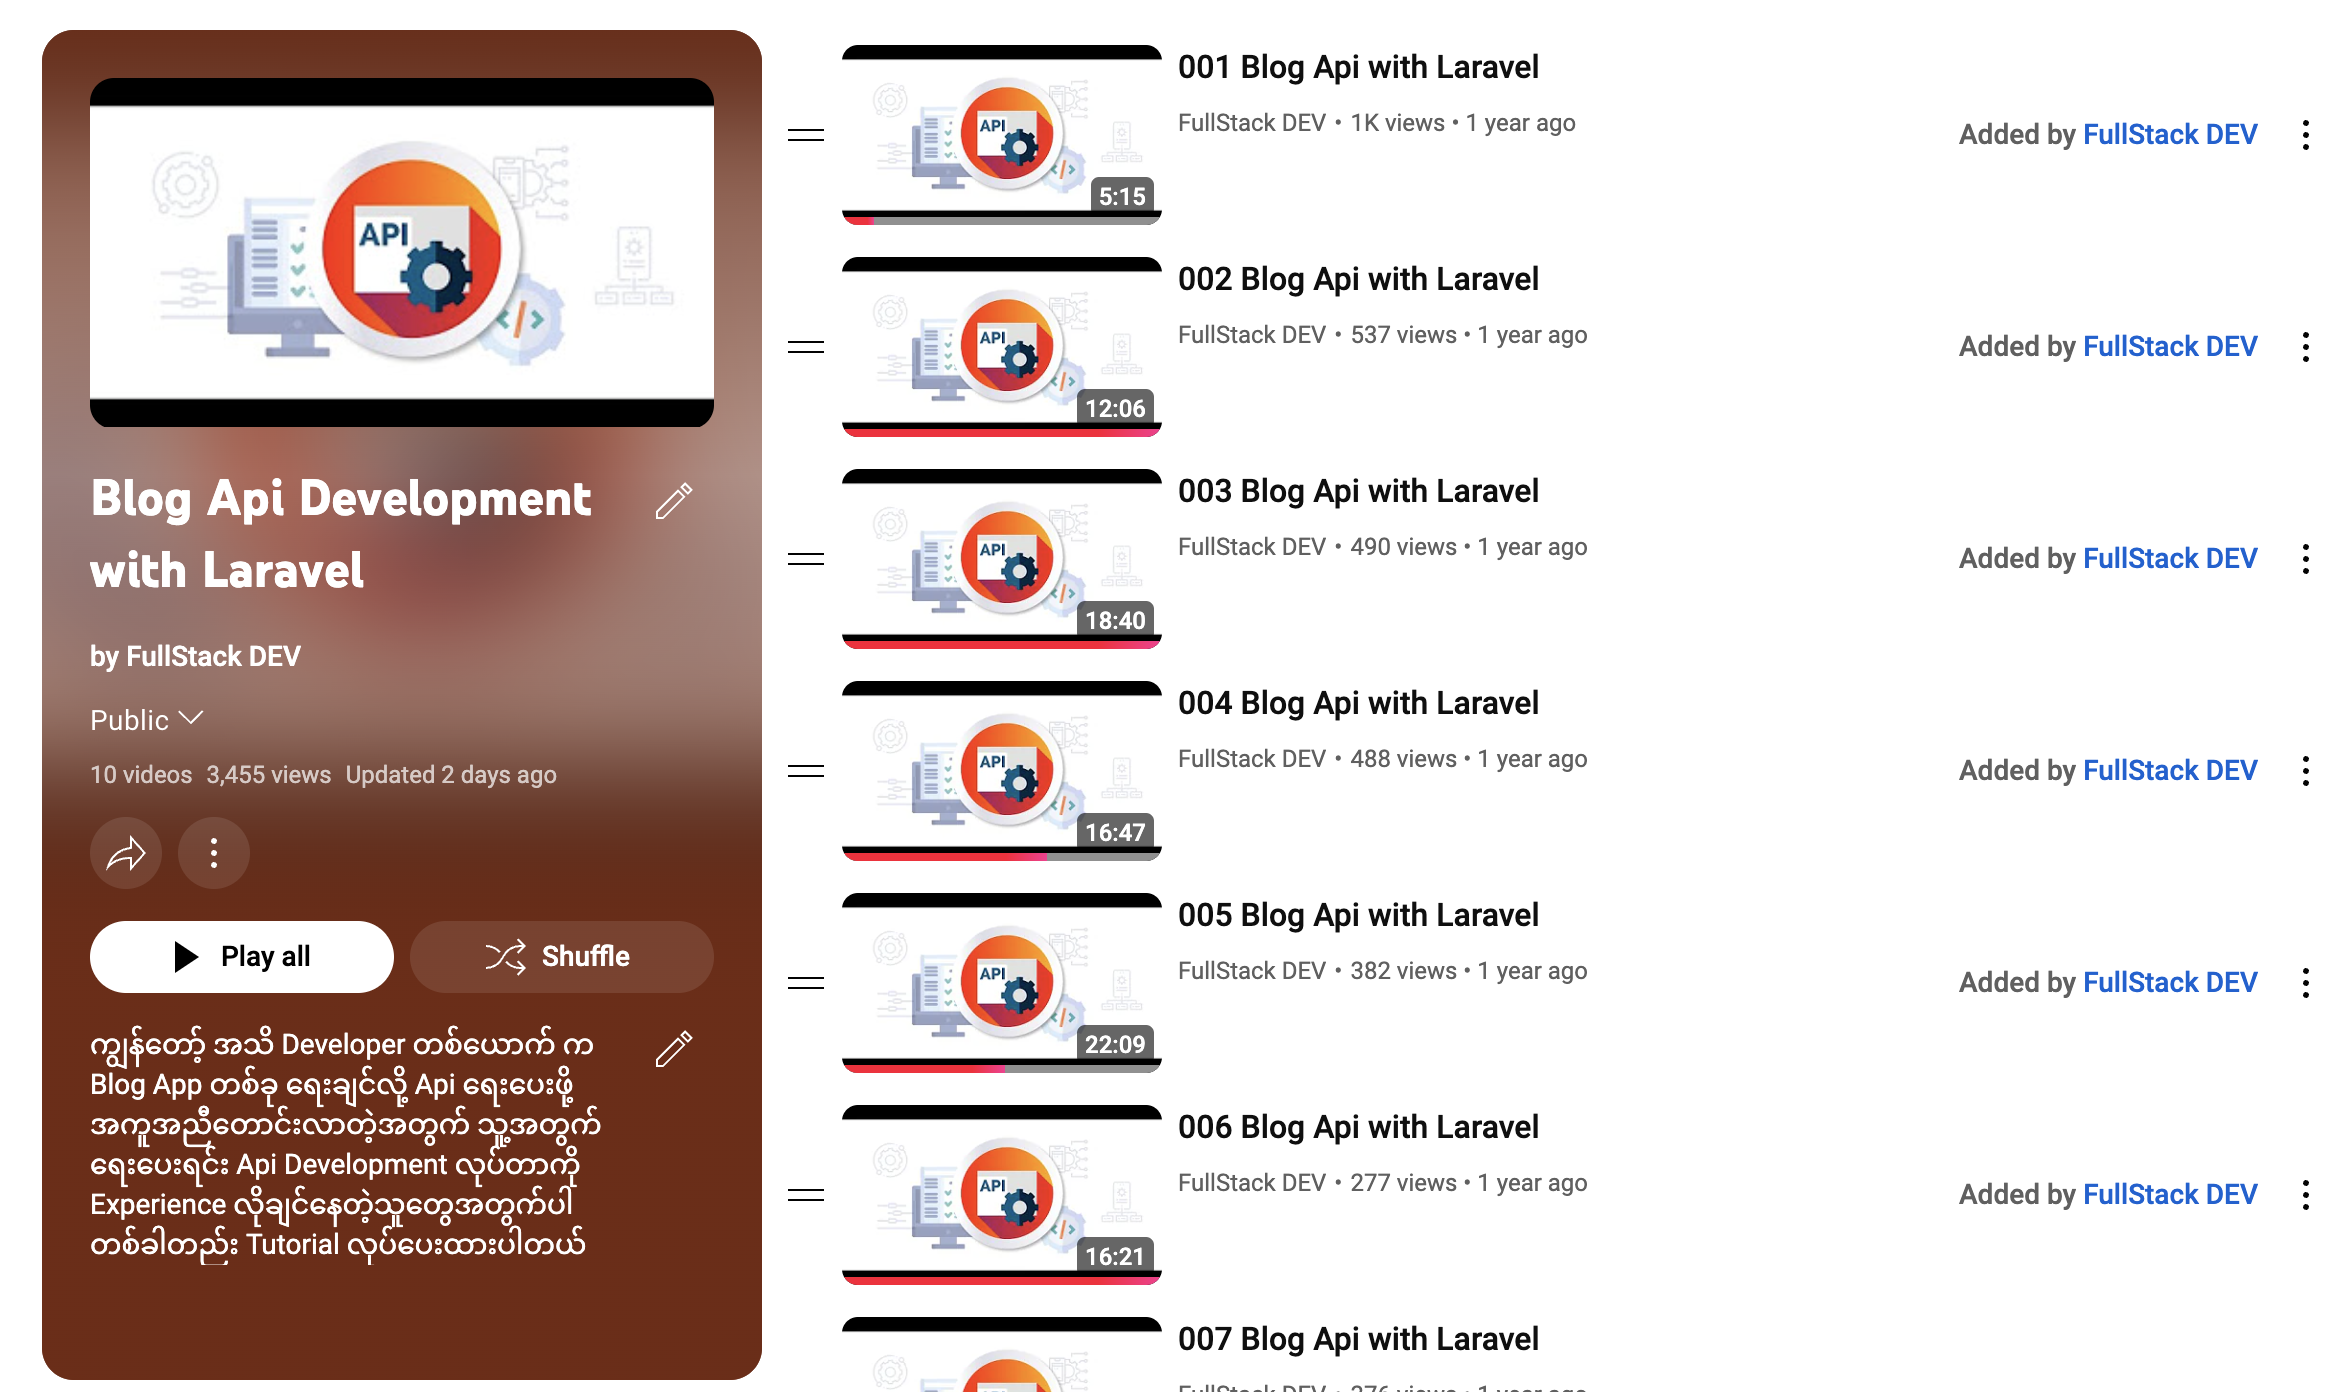 API
Blog Api Development
with Laravel
by FullStack DEV
Public
10 videos 3,455 views Updated 2 days ago
Play all
Shuffle
ကျွန်တော့် အသိ Developer တစ်ယောက် က
Blog App တစ်ခု ရေးချင်လို့ Api ရေးပေးဖို့
အကူအညီတောင်းလာတဲ့အတွက် သူ့အတွက်
ရေးပေးရင်း Api Development လုပ်တာကို
Experience လိုချင်နေတဲ့သူတွေအတွက်ပါ
တစ်ခါတည်း Tutorial လုပ်ပေးထားပါတယ်
API
5:15
001 Blog Api with Laravel
FullStack DEV • 1K views • 1 year ago
Added by FullStack DEV
API
12:06
002 Blog Api with Laravel
FullStack DEV • 537 views • 1 year ago
Added by FullStack DEV
API
18:40
003 Blog Api with Laravel
FullStack DEV • 490 views • 1 year ago
Added by FullStack DEV
API
16:47
004 Blog Api with Laravel
FullStack DEV • 488 views • 1 year ago
Added by FullStack DEV
API
22:09
005 Blog Api with Laravel
FullStack DEV • 382 views • 1 year ago
Added by FullStack DEV
API
16:21
006 Blog Api with Laravel
FullStack DEV • 277 views • 1 year ago
Added by FullStack DEV
007 Blog Api with Laravel